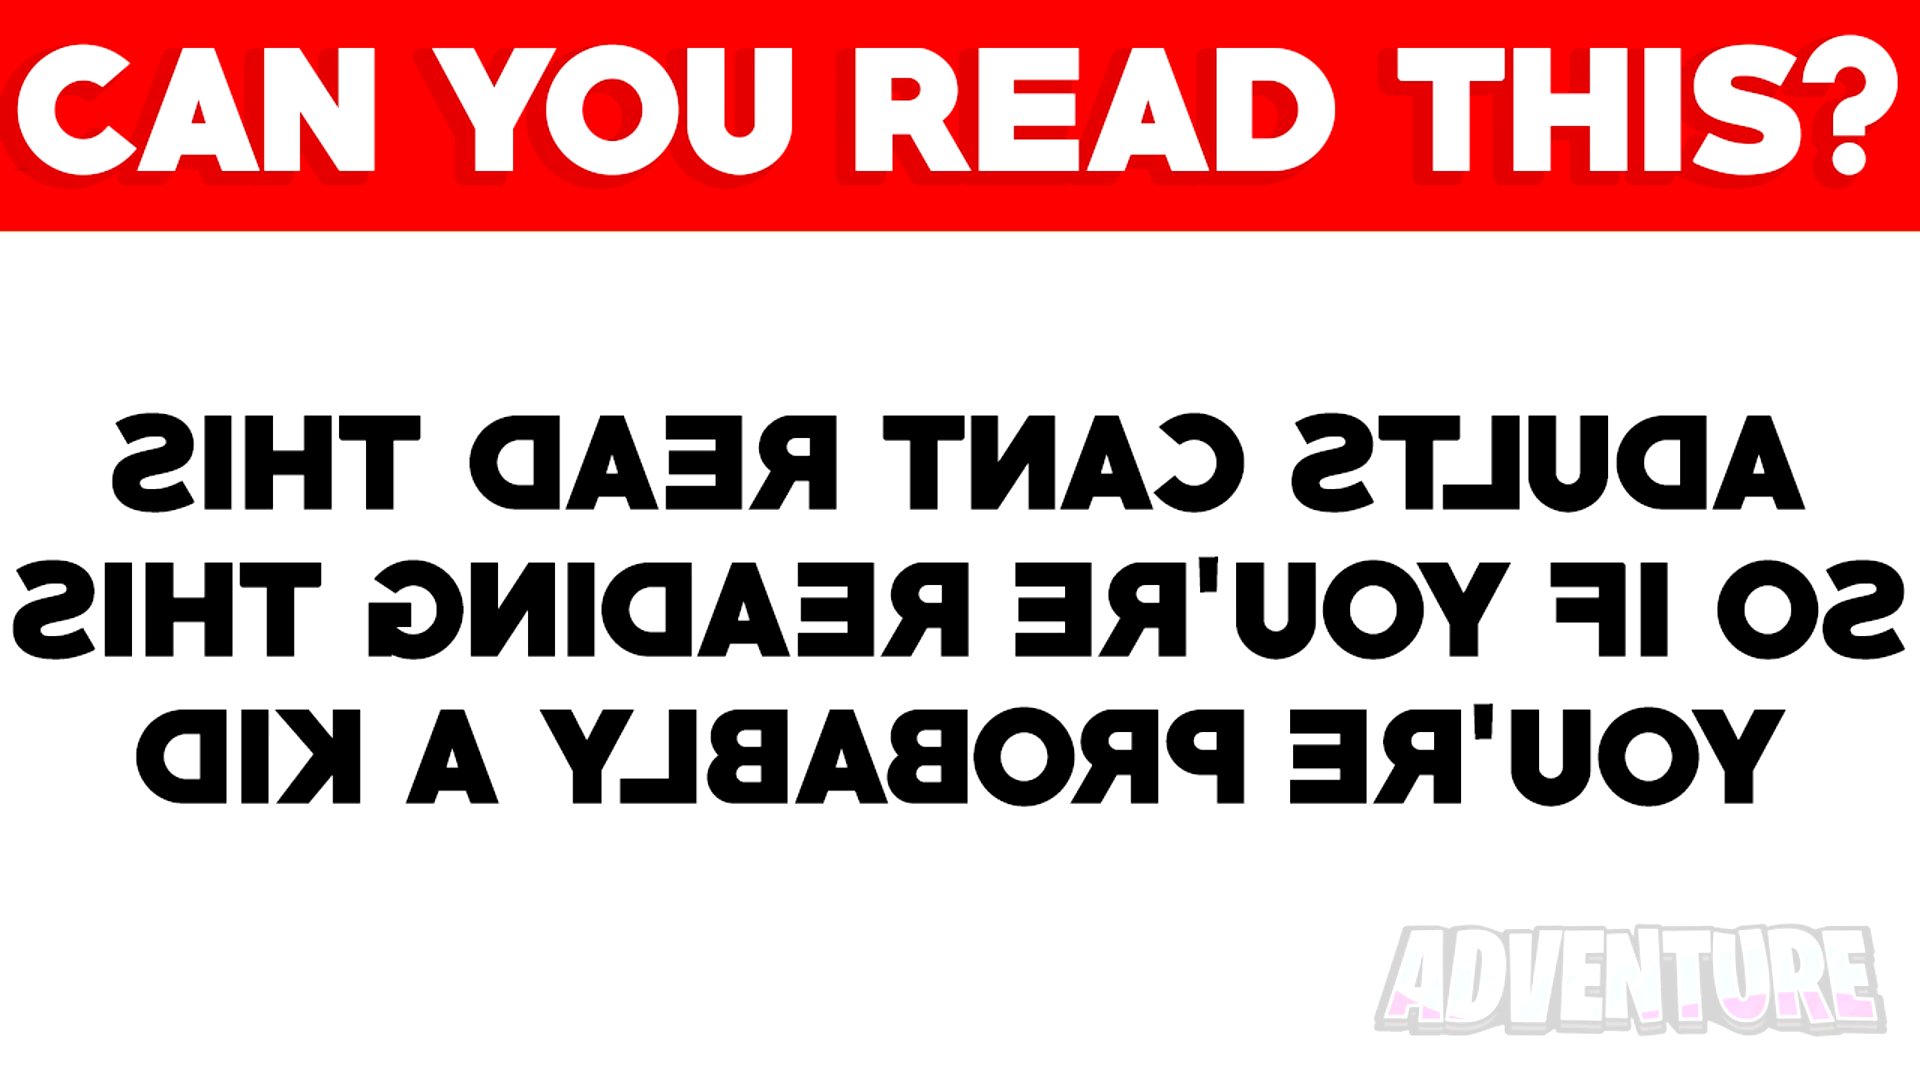 CAN YOU READ THIS?
ADULTS CANT READ THIS
SO IF YOU'RE READING THIS
YOU'RE PROBABLY A KID
ADVENTURE